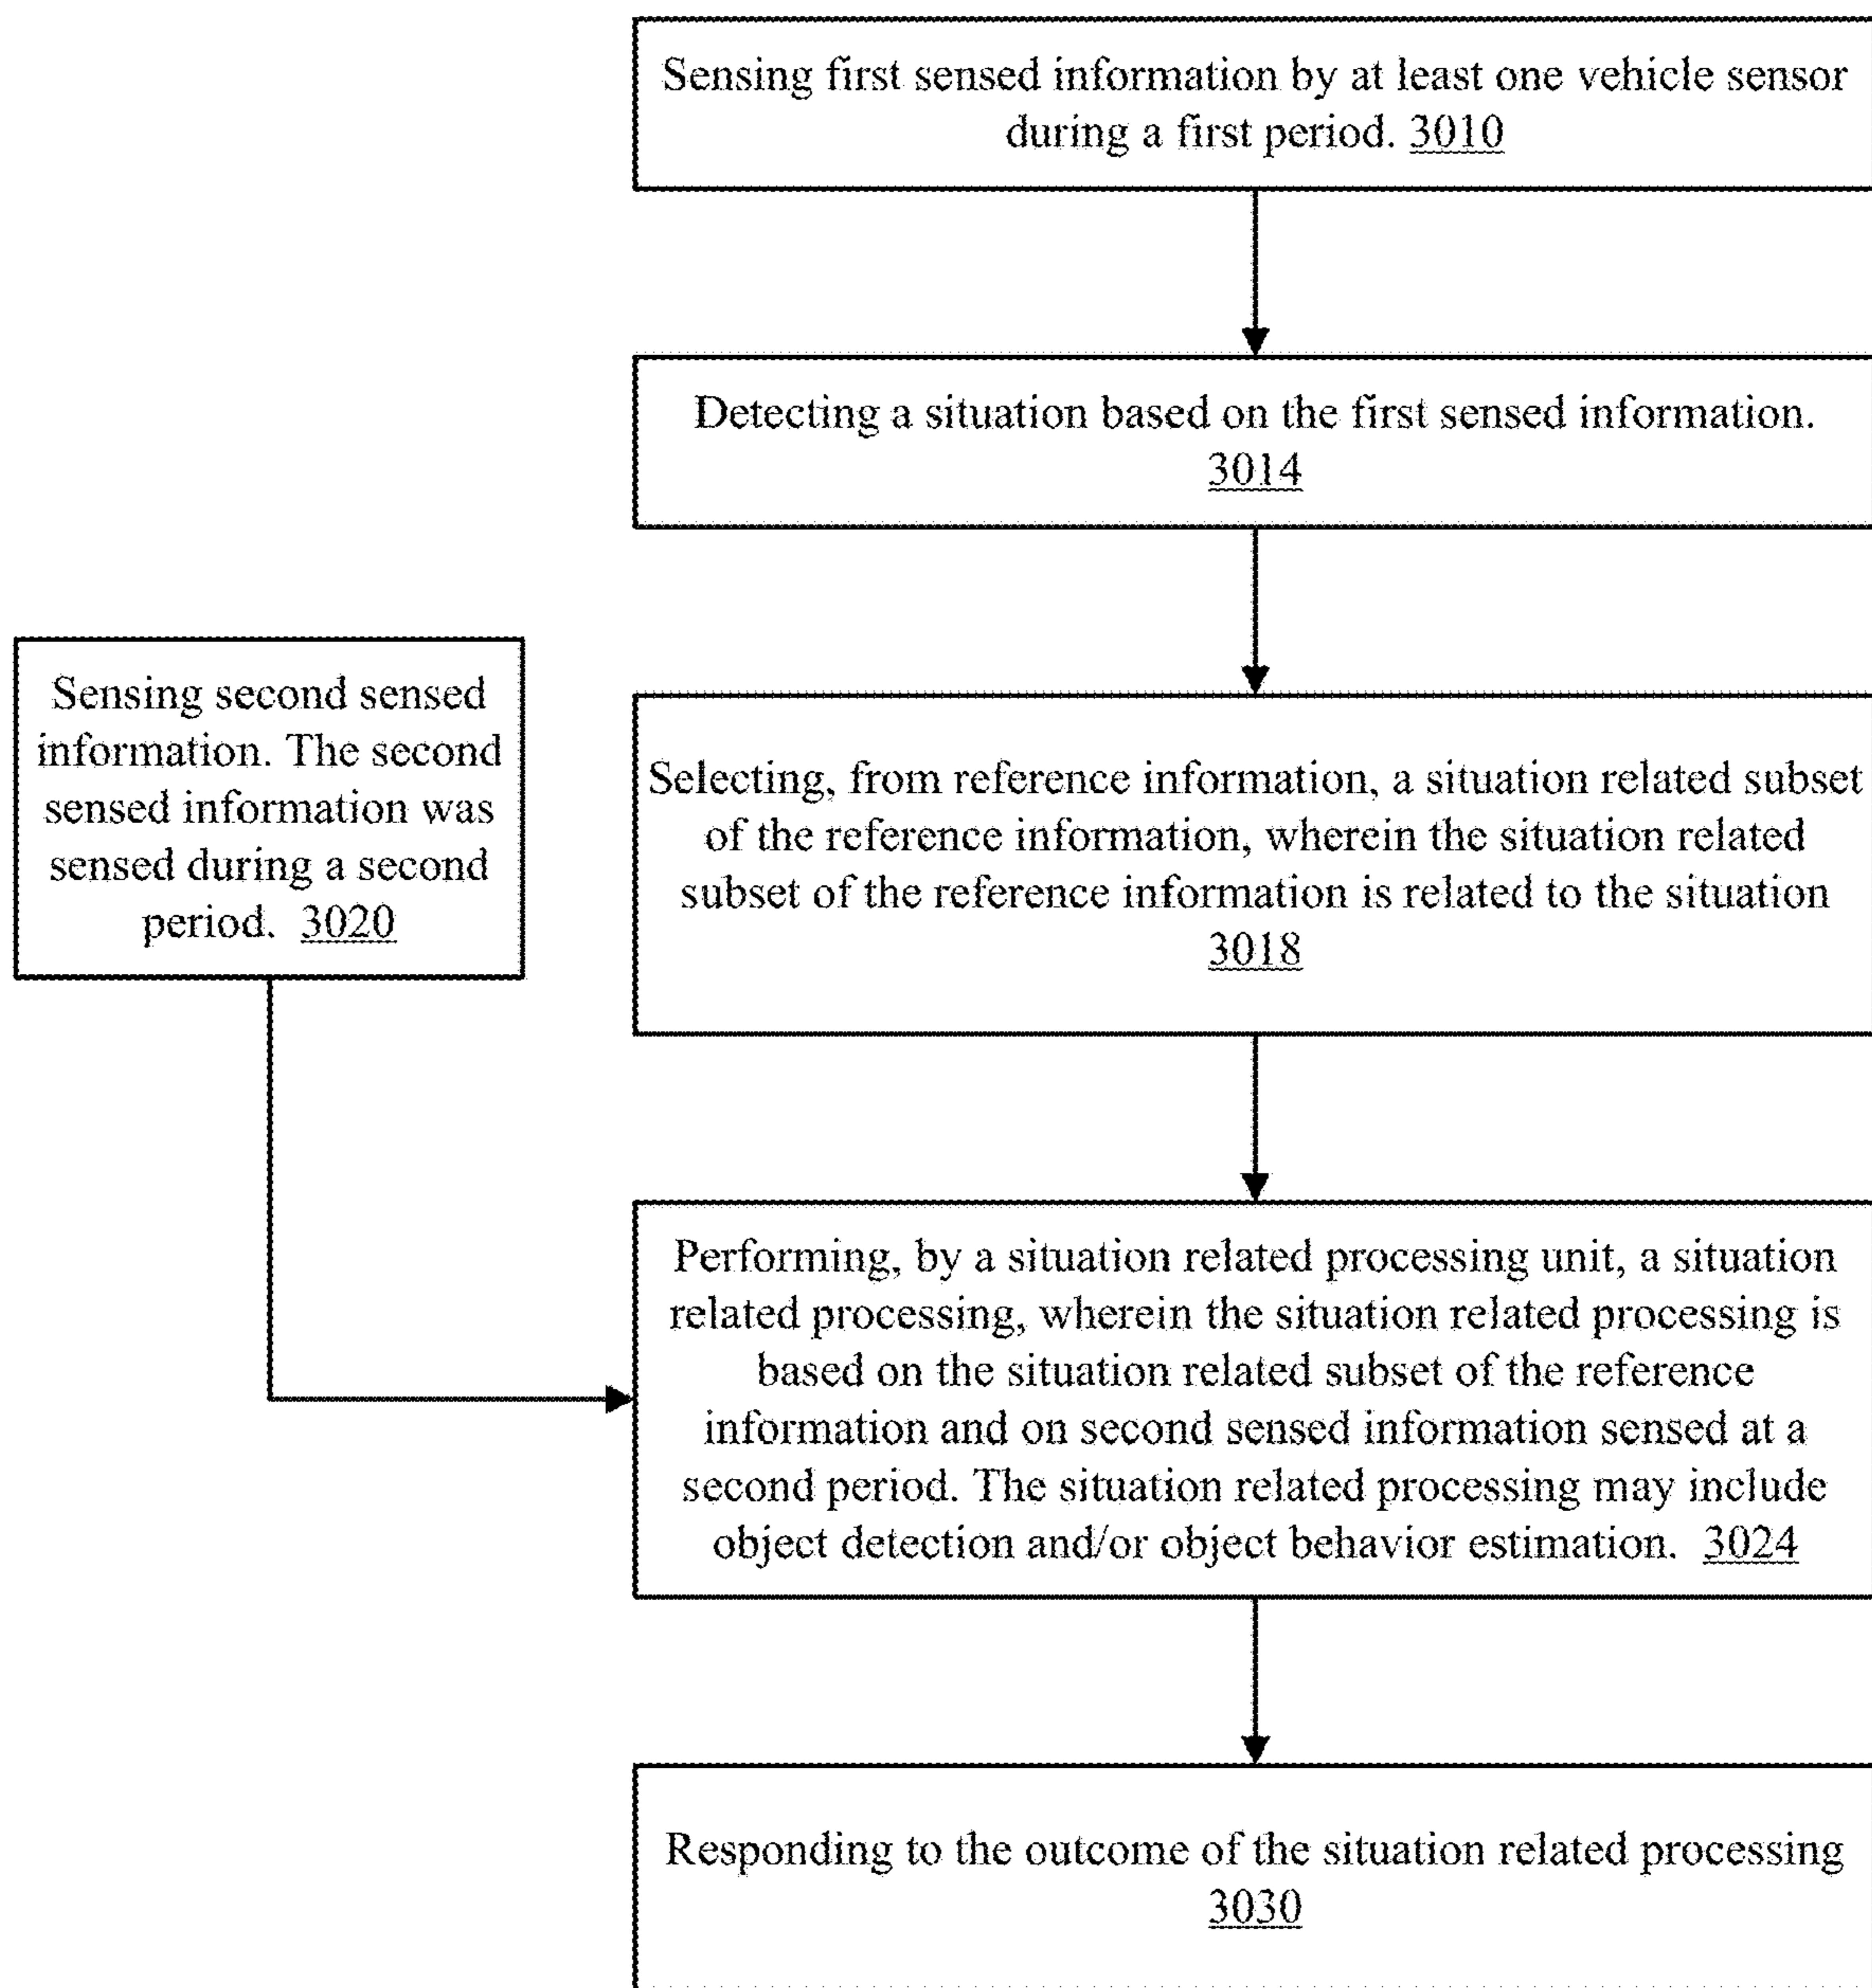 Sensing first sensed information by at least one vehicle sensor
during a first period. 3010
Detecting a situation based on the first sensed information.
3014
Sensing second sensed
information. The second
sensed information was
sensed during a second
period. 3020
Selecting, from reference information, a situation related subset
of the reference information, wherein the situation related
subset of the reference information is related to the situation
3018
Performing, by a situation related processing unit, a situation
related processing, wherein the situation related processing is
based on the situation related subset of the reference
information and on second sensed information sensed at a
second period. The situation related processing may include
object detection and/or object behavior estimation. 3024
Responding to the outcome of the situation related processing
3030